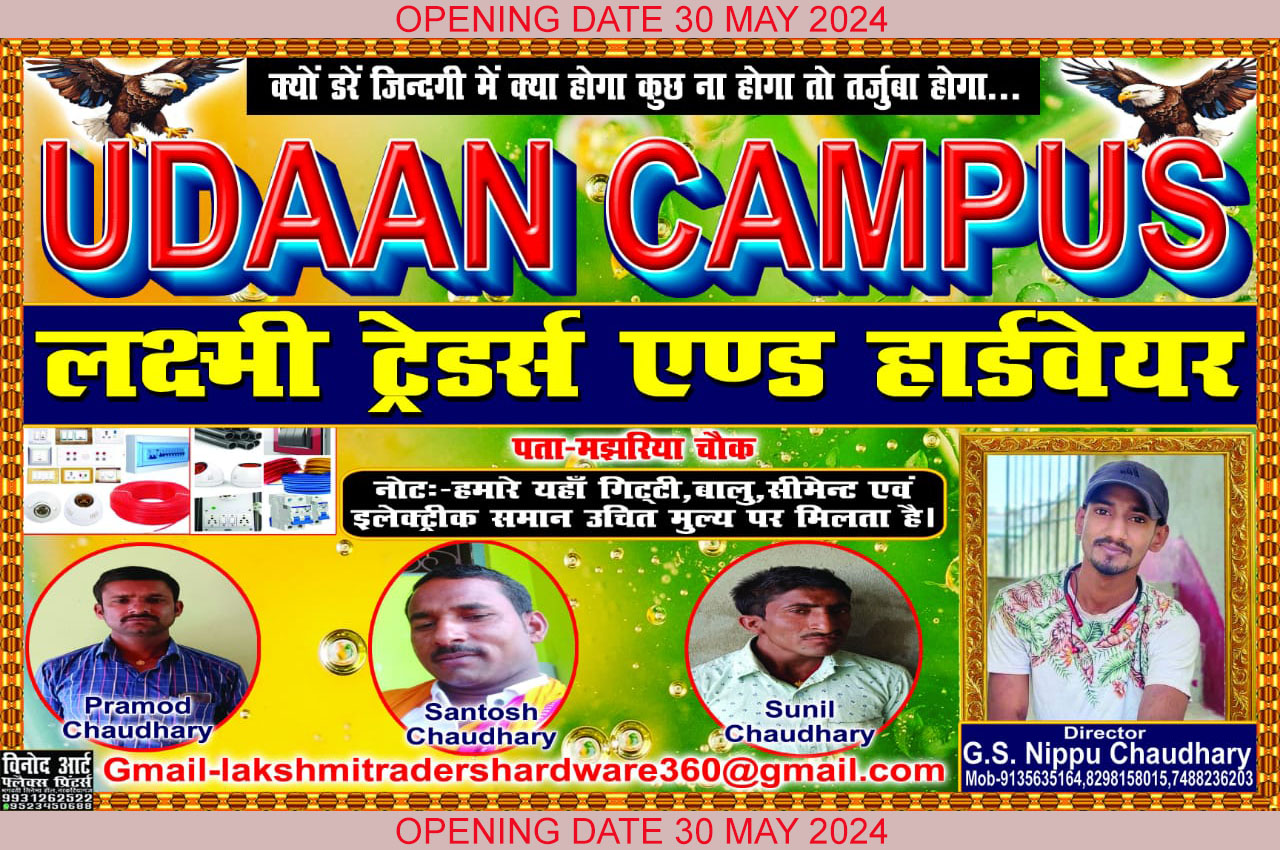 OPENING DATE 30 MAY 2024
क्यों डरें जिन्दगी में क्या होगा कुछ ना होगा तो तर्जुबा होगा...
UDAAN CAMPUS
लक्ष्मी ट्रेडर्स एण्ड हार्डवेयर
पता-मझरिया चौक
नोटः-हमारे यहाँ गिट्टी,बालु,सीमेन्ट एवं
इलेक्ट्रीक समान उचित मुल्य पर मिलता है।
Pramod
Chaudhary
Santosh
Chaudhary
Sunil
Chaudhary
Director
G.S. Nippu Chaudhary
Mob-9135635164,8298158015,7488236203
Gmail-lakshmitradershardware360@gmail.com
विनोद आर्ट
फ्लेक्स प्रिंटर्स
9931262522
9523450688
OPENING DATE 30 MAY 2024